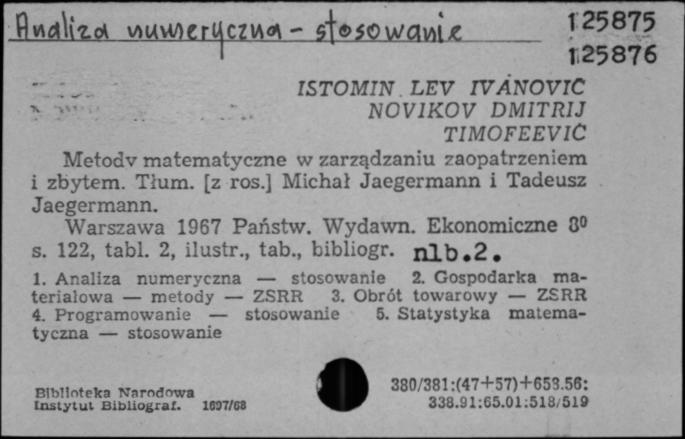 Analiza numeryczna - stosowanie 125875
125876
ISTOMIN LEV IVANOVIČ
NOVIKOV DMITRIJ
TIMOFEEVIČ
Metody matematyczne w zarządzaniu zaopatrzeniem
i zbytem. Tłum. [z ros.] Michał Jaegermann i Tadeusz
Jaegermann.
Warszawa 1967 Państw. Wydawn. Ekonomiczne 8⁰
s. 122, tabl. 2, ilustr., tab., bibliogr. nlb.2.
1. Analiza numeryczna — stosowanie 2. Gospodarka ma-
terialowa — metody — ZSRR 3. Obrót towarowy — ZSRR
4. Programowanie — stosowanie 5. Statystyka matema-
tyczna — stosowanie
Biblioteka Narodowa 380/381:(47+57)+658.56:
Instytut Bibliograf. 1697/68 338.91:65.01:518/519